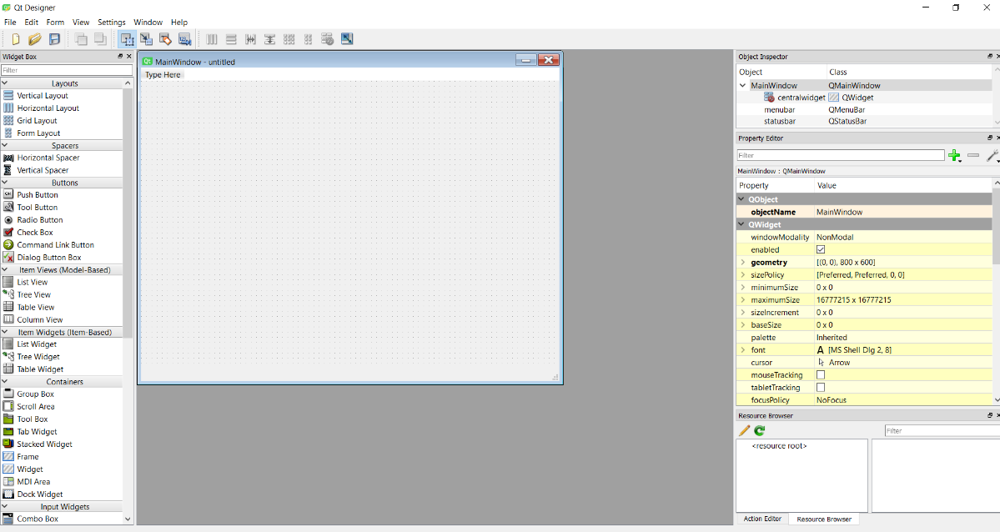 Qt Designer
File Edit Form View Settings Window Help
Widget Box
Filter
Layouts
Vertical Layout
Horizontal Layout
Grid Layout
Form Layout
Spacers
Horizontal Spacer
Vertical Spacer
Buttons
Push Button
Tool Button
Radio Button
Check Box
Command Link Button
Dialog Button Box
Item Views (Model-Based)
List View
Tree View
Table View
Column View
Item Widgets (Item-Based)
List Widget
Tree Widget
Table Widget
Containers
Group Box
Scroll Area
Tool Box
Tab Widget
Stacked Widget
Frame
Widget
MDI Area
Dock Widget
Input Widgets
Combo Box
MainWindow - untitled
Type Here
Object Inspector
Object Class
MainWindow QMainWindow
centralwidget QWidget
menubar QMenuBar
statusbar QStatusBar
Property Editor
Filter
MainWindow : QMainWindow
Property Value
QObject
objectName MainWindow
QWidget
windowModality NonModal
enabled
geometry [(0, 0), 800 x 600]
sizePolicy [Preferred, Preferred, 0, 0]
minimumSize 0 x 0
maximumSize 16777215 x 16777215
sizeIncrement 0 x 0
baseSize 0 x 0
palette Inherited
font A [MS Shell Dlg 2, 8]
cursor Arrow
mouseTracking
tabletTracking
focusPolicy NoFocus
Resource Browser
Filter
<resource root>
Action Editor Resource Browser